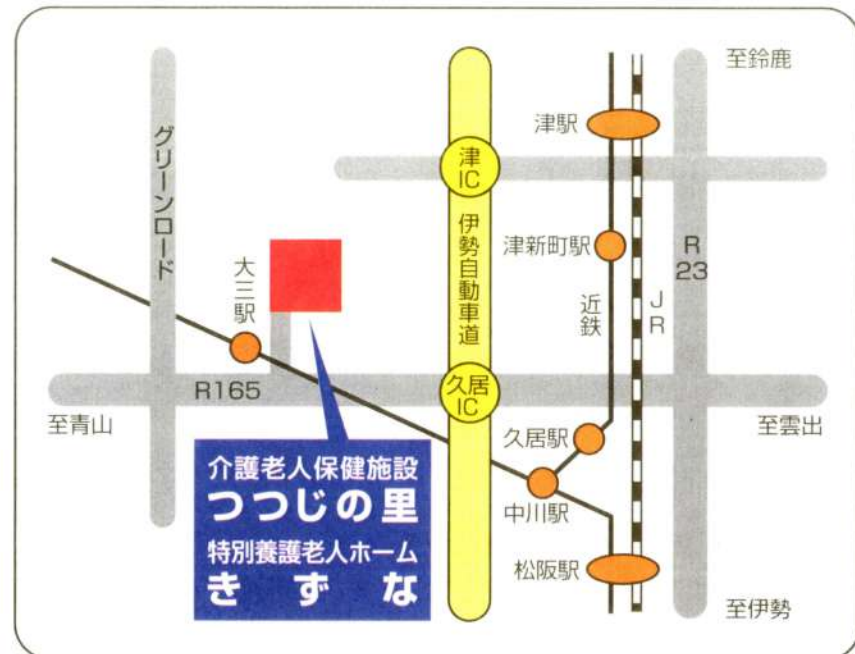 至鈴鹿
津駅
グリーンロード
津
IC
伊勢自動車道
津新町駅
R
23
大三駅
近鉄
JR
R165
久居
IC
至青山
久居駅
至雲出
介護老人保健施設
つつじの里
特別養護老人ホーム
きずな
中川駅
松阪駅
至伊勢